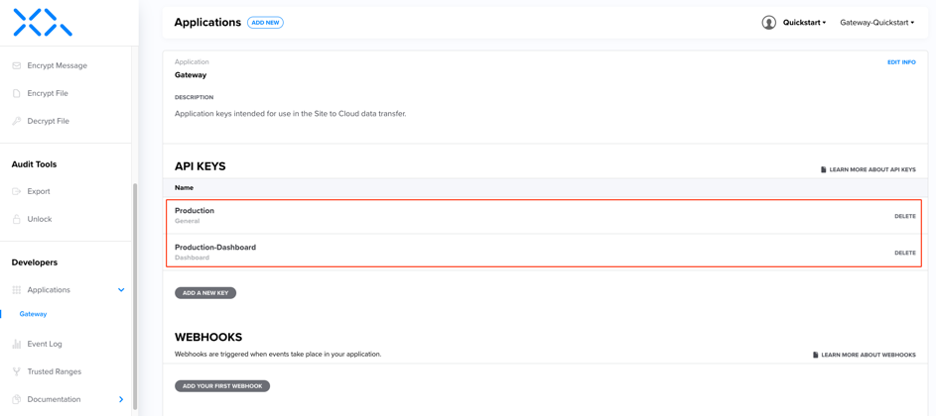 Applications ADD NEW
Quickstart Gateway-Quickstart
Encrypt Message
Encrypt File
Decrypt File
Audit Tools
Export
Unlock
Developers
Applications
Gateway
Event Log
Trusted Ranges
Documentation
Application
EDIT INFO
Gateway
DESCRIPTION
Application keys intended for use in the Site to Cloud data transfer.
API KEYS
LEARN MORE ABOUT API KEYS
Name
Production
General
DELETE
Production-Dashboard
Dashboard
DELETE
ADD A NEW KEY
WEBHOOKS
Webhooks are triggered when events take place in your application.
LEARN MORE ABOUT WEBHOOKS
ADD YOUR FIRST WEBHOOK